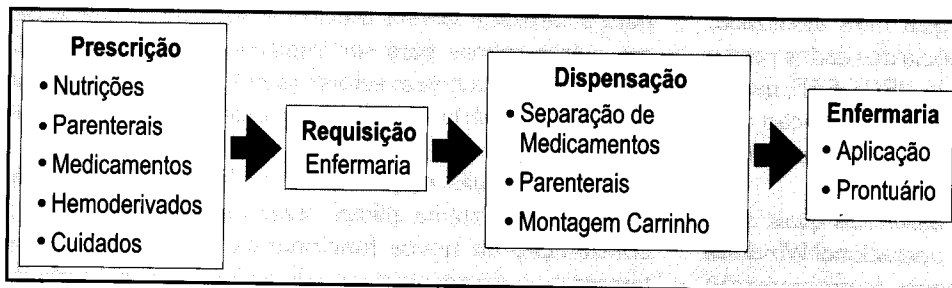 Prescrição
• Nutrições
• Parenterais
• Medicamentos
• Hemoderivados
• Cuidados
Requisição
Enfermaria
Dispensação
• Separação de
Medicamentos
• Parenterais
• Montagem Carrinho
Enfermaria
• Aplicação
• Prontuário